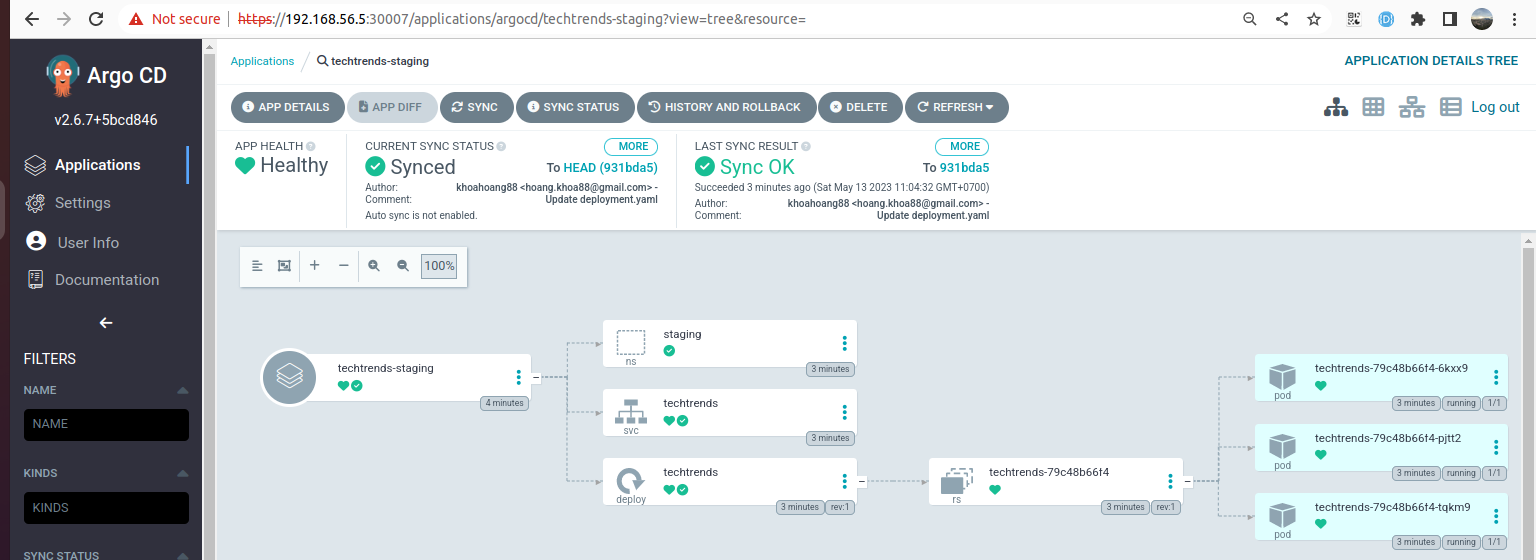 Not secure https://192.168.56.5:30007/applications/argocd/techtrends-staging?view=tree&resource=
Argo CD
v2.6.7+5bcd846
Applications
Settings
User Info
Documentation
FILTERS
NAME
NAME
KINDS
KINDS
SYNC STATUS
Applications / techtrends-staging
APPLICATION DETAILS TREE
APP DETAILS APP DIFF SYNC SYNC STATUS HISTORY AND ROLLBACK DELETE REFRESH
Log out
APP HEALTH
Healthy
CURRENT SYNC STATUS MORE
Synced To HEAD (931bda5)
Author: khoahoang88 <hoang.khoa88@gmail.com> -
Comment: Update deployment.yaml
Auto sync is not enabled.
LAST SYNC RESULT MORE
Sync OK To 931bda5
Succeeded 3 minutes ago (Sat May 13 2023 11:04:32 GMT+0700)
Author: khoahoang88 <hoang.khoa88@gmail.com> -
Comment: Update deployment.yaml
100%
techtrends-staging
4 minutes
staging
ns
3 minutes
techtrends
svc
3 minutes
techtrends
deploy
3 minutes rev:1
techtrends-79c48b66f4
rs
3 minutes rev:1
techtrends-79c48b66f4-6kxx9
pod
3 minutes running 1/1
techtrends-79c48b66f4-pjtt2
pod
3 minutes running 1/1
techtrends-79c48b66f4-tqkm9
pod
3 minutes running 1/1